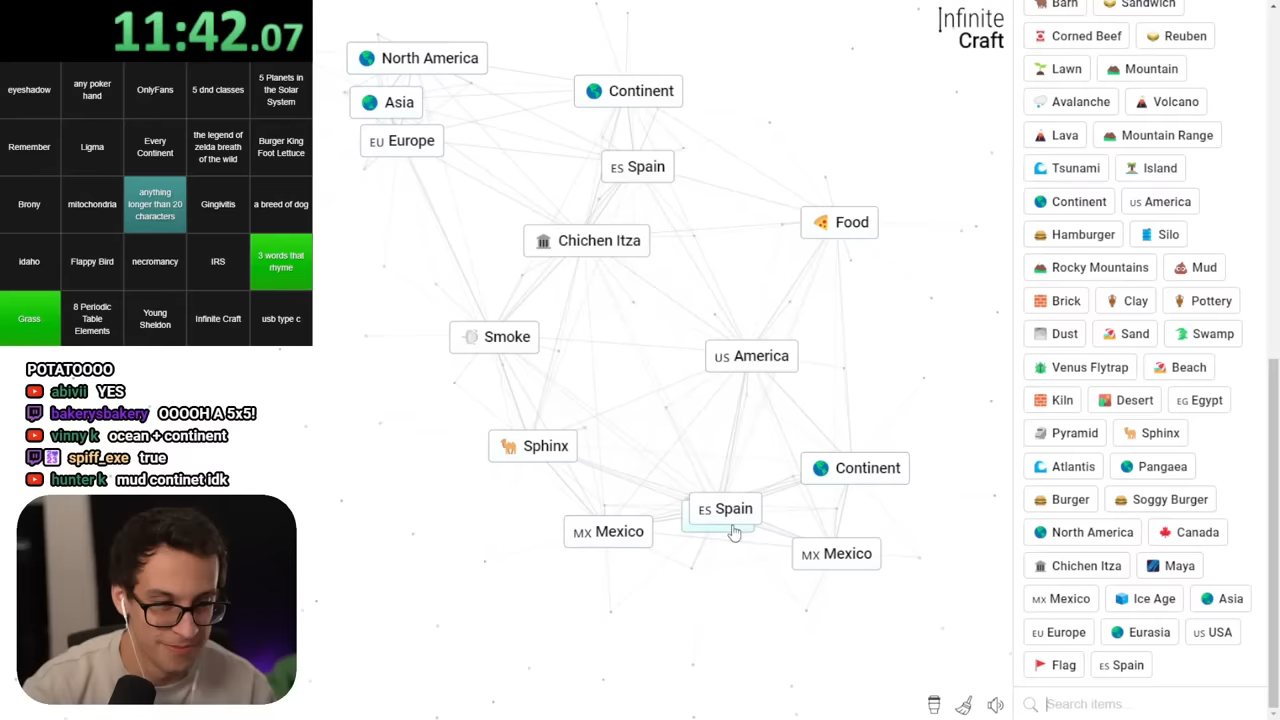 11:42.07
eyeshadow
any poker hand
OnlyFans
5 dnd classes
5 Planets in the Solar System
Remember
Ligma
Every Continent
the legend of zelda breath of the wild
Burger King Foot Lettuce
Brony
mitochondria
anything longer than 20 characters
Gingivitis
a breed of dog
idaho
Flappy Bird
necromancy
IRS
3 words that rhyme
Grass
8 Periodic Table Elements
Young Sheldon
Infinite Craft
usb type c
POTATOOOO
abivii YES
bakerysbakery OOOOH A 5x5!
vinny k ocean + continent
spiff_exe true
hunter k mud continet idk
Infinite Craft
North America
Continent
Asia
EU Europe
ES Spain
Food
Chichen Itza
Smoke
US America
Sphinx
Continent
ES Spain
MX Mexico
MX Mexico
Barn Sandwich
Corned Beef Reuben
Lawn Mountain
Avalanche Volcano
Lava Mountain Range
Tsunami Island
Continent US America
Hamburger Silo
Rocky Mountains Mud
Brick Clay Pottery
Dust Sand Swamp
Venus Flytrap Beach
Kiln Desert EG Egypt
Pyramid Sphinx
Atlantis Pangaea
Burger Soggy Burger
North America Canada
Chichen Itza Maya
MX Mexico Ice Age Asia
EU Europe Eurasia US USA
Flag ES Spain
Search items...